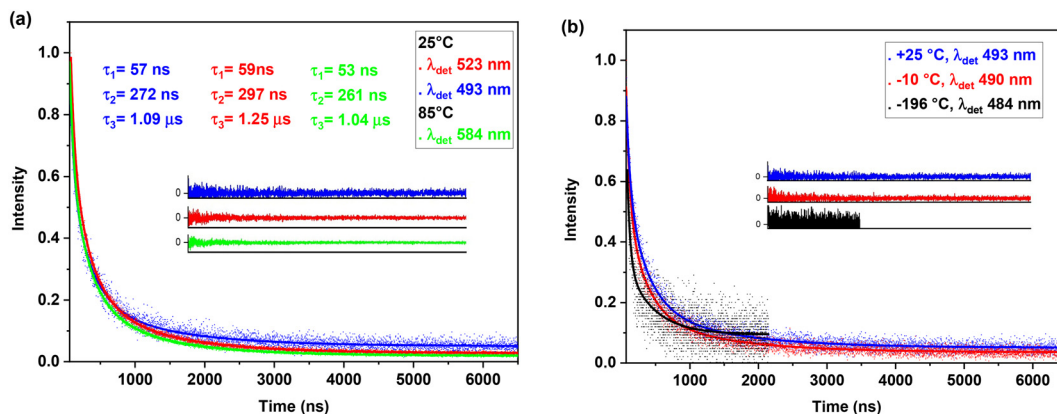 (a)
1.0
0.8
0.6
0.4
0.2
0.0
Intensity
1000 2000 3000 4000 5000 6000
Time (ns)
τ1= 57 ns τ1= 59ns τ1= 53 ns
τ2= 272 ns τ2= 297 ns τ2= 261 ns
τ3= 1.09 μs τ3= 1.25 μs τ3= 1.04 μs
25°C
. λdet 523 nm
. λdet 493 nm
85°C
. λdet 584 nm
0
0
0
(b)
1.0
0.8
0.6
0.4
0.2
0.0
Intensity
1000 2000 3000 4000 5000 6000
Time (ns)
. +25 °C, λdet 493 nm
. -10 °C, λdet 490 nm
. -196 °C, λdet 484 nm
0
0
0